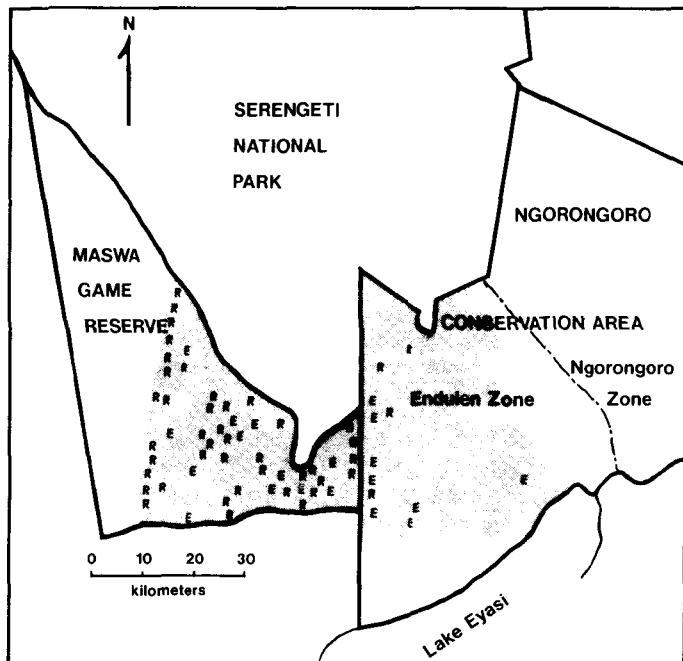 N
SERENGETI
NATIONAL
PARK
NGORONGORO
MASWA
GAME
RESERVE
CONSERVATION AREA
Ngorongoro
Zone
Endulen Zone
R
R
R
R
R
R
R
R
E
E
E
R
R
R
R
R
R
R
R
R
R
R
R
E
R
R
R
R
R
R
E
E
R
R
E
R
R
E
R
R
R
R
R
E
R
E
E
R
E
E
E
R
E
E
E
E
0 10 20 30
kilometers
Lake Eyasi